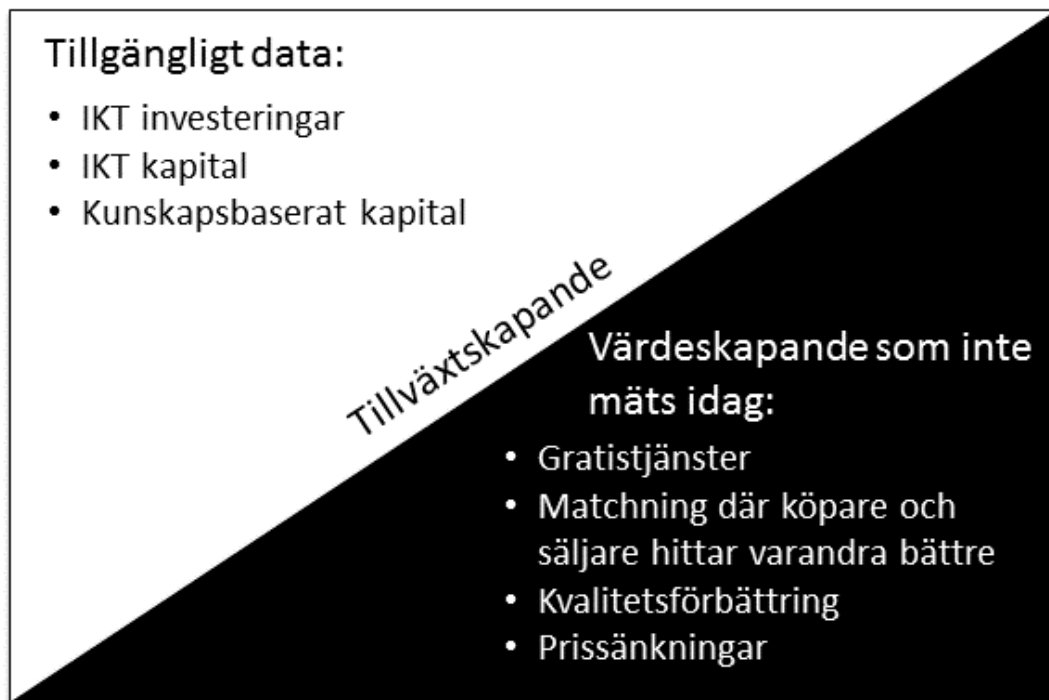 Tillgängligt data:
• IKT investeringar
• IKT kapital
• Kunskapsbaserat kapital
Tillväxtskapande
Värdeskapande som inte
mäts idag:
• Gratistjänster
• Matchning där köpare och
säljare hittar varandra bättre
• Kvalitetsförbättring
• Prissänkningar